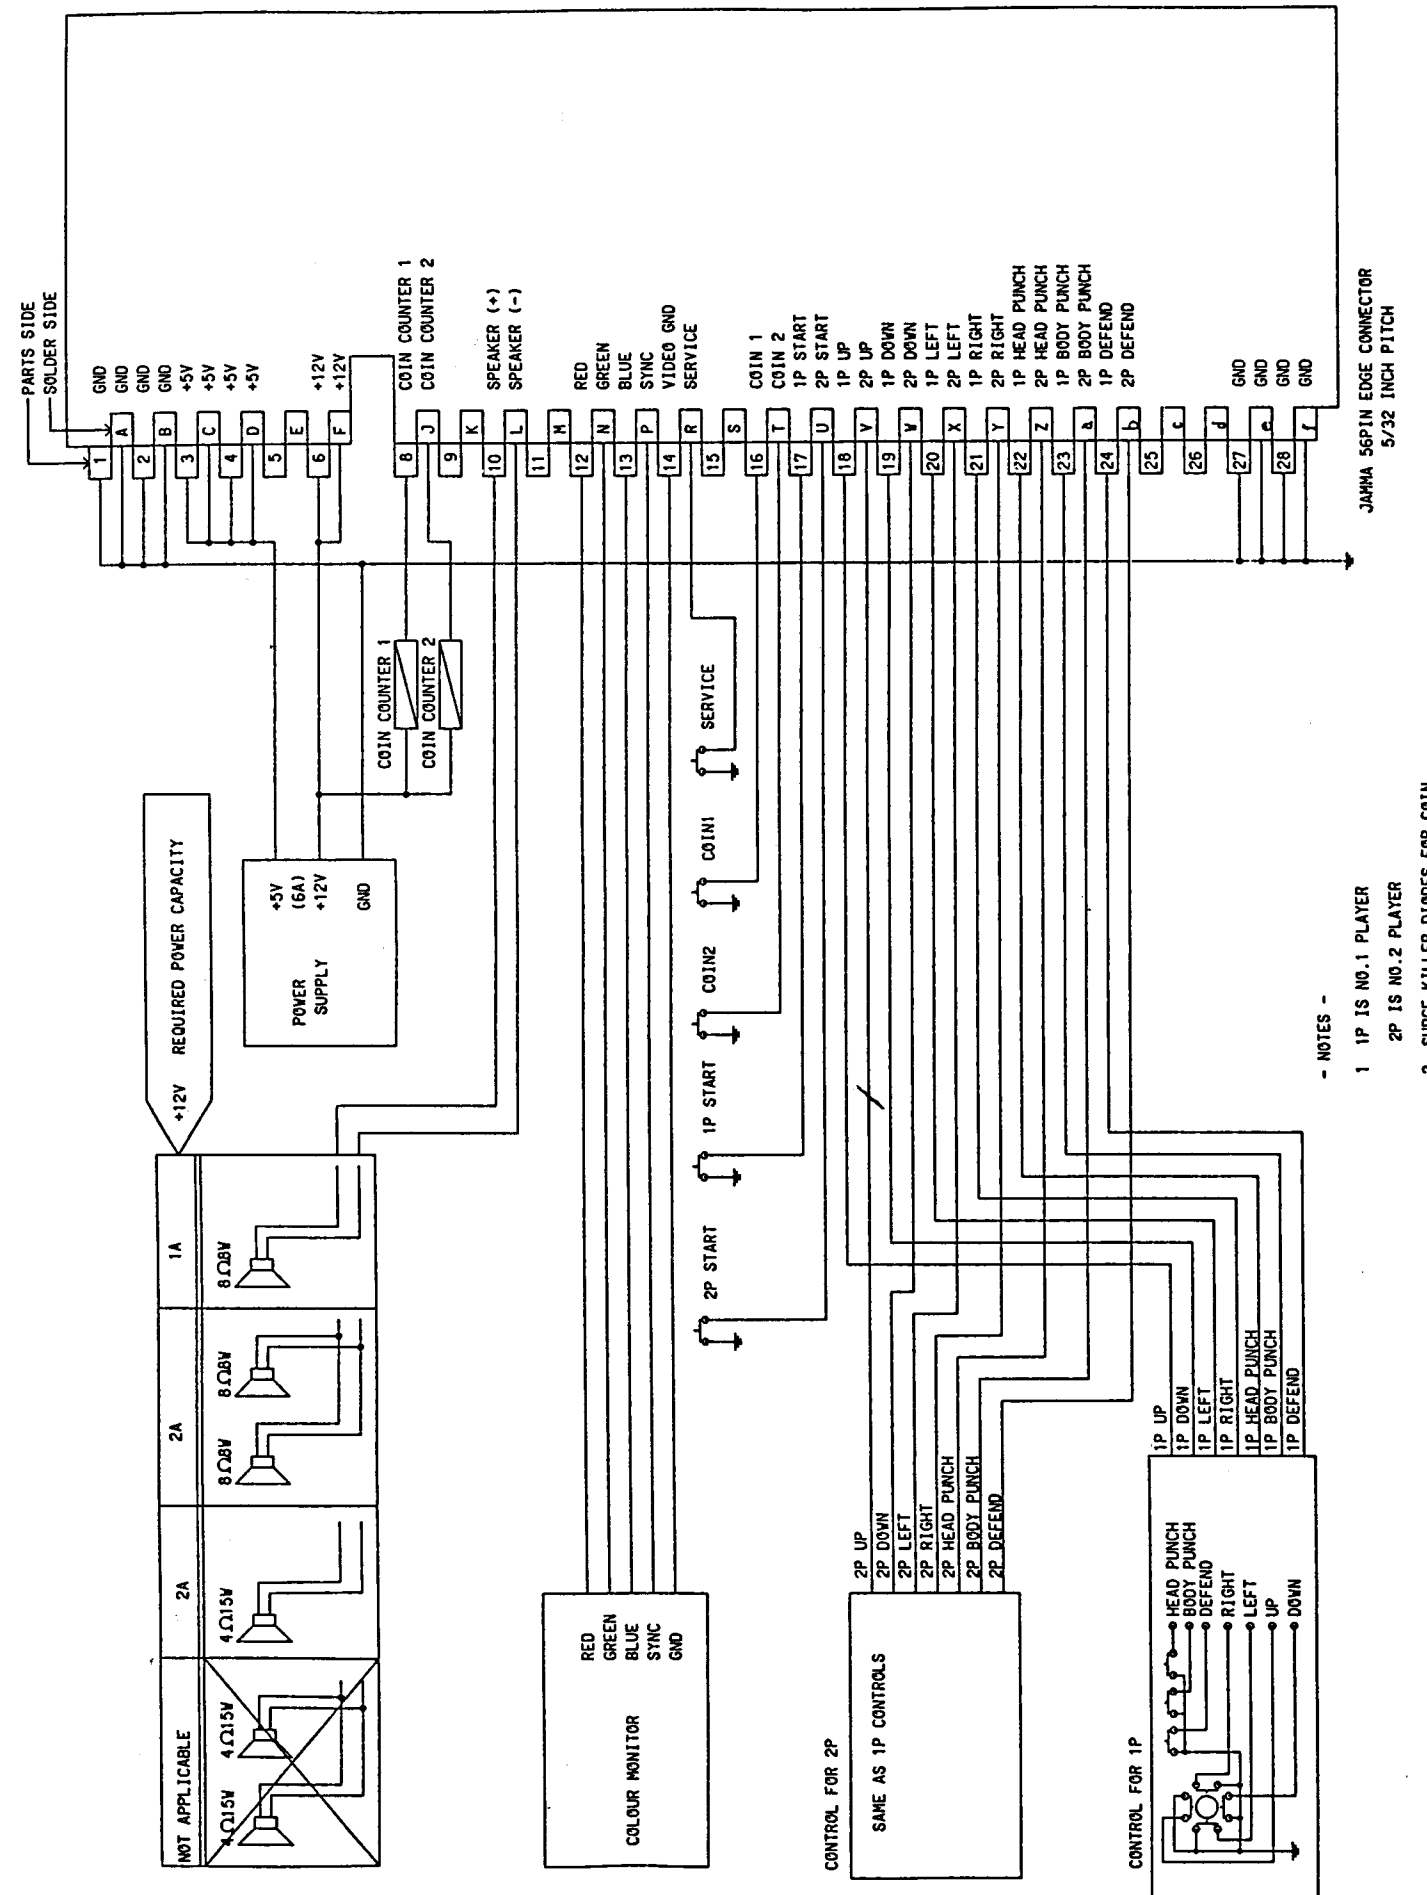 PARTS SIDE
SOLDER SIDE
1 GND
A GND
2 GND
B GND
3 +5V
C +5V
4 +5V
D +5V
5
E
6 +12V
F +12V
8 COIN COUNTER 1
J COIN COUNTER 2
9
K
10 SPEAKER (+)
L SPEAKER (-)
11
M
12 RED
N GREEN
13 BLUE
P SYNC
14 VIDEO GND
R SERVICE
15
S
16 COIN 1
T COIN 2
17 1P START
U 2P START
18 1P UP
V 2P UP
19 1P DOWN
W 2P DOWN
20 1P LEFT
X 2P LEFT
21 1P RIGHT
Y 2P RIGHT
22 1P HEAD PUNCH
Z 2P HEAD PUNCH
23 1P BODY PUNCH
a 2P BODY PUNCH
24 1P DEFEND
b 2P DEFEND
25
c
26
d
27 GND
e GND
28 GND
f GND
JAMMA 56PIN EDGE CONNECTOR
5/32 INCH PITCH
COIN COUNTER 1
COIN COUNTER 2
+12V REQUIRED POWER CAPACITY
POWER
SUPPLY
+5V
(6A)
+12V
GND
1A
8Ω8W
2A
8Ω8W
8Ω8W
2A
4Ω15W
NOT APPLICABLE
4Ω15W
4Ω15W
SERVICE
COIN1
COIN2
1P START
2P START
RED
GREEN
BLUE
SYNC
GND
COLOUR MONITOR
2P UP
2P DOWN
2P LEFT
2P RIGHT
2P HEAD PUNCH
2P BODY PUNCH
2P DEFEND
CONTROL FOR 2P
SAME AS 1P CONTROLS
1P UP
1P DOWN
1P LEFT
1P RIGHT
1P HEAD PUNCH
1P BODY PUNCH
1P DEFEND
CONTROL FOR 1P
HEAD PUNCH
BODY PUNCH
DEFEND
RIGHT
LEFT
UP
DOWN
- NOTES -
1 1P IS NO.1 PLAYER
2P IS NO.2 PLAYER
2 SURGE KILLER DIODES FOR COIN